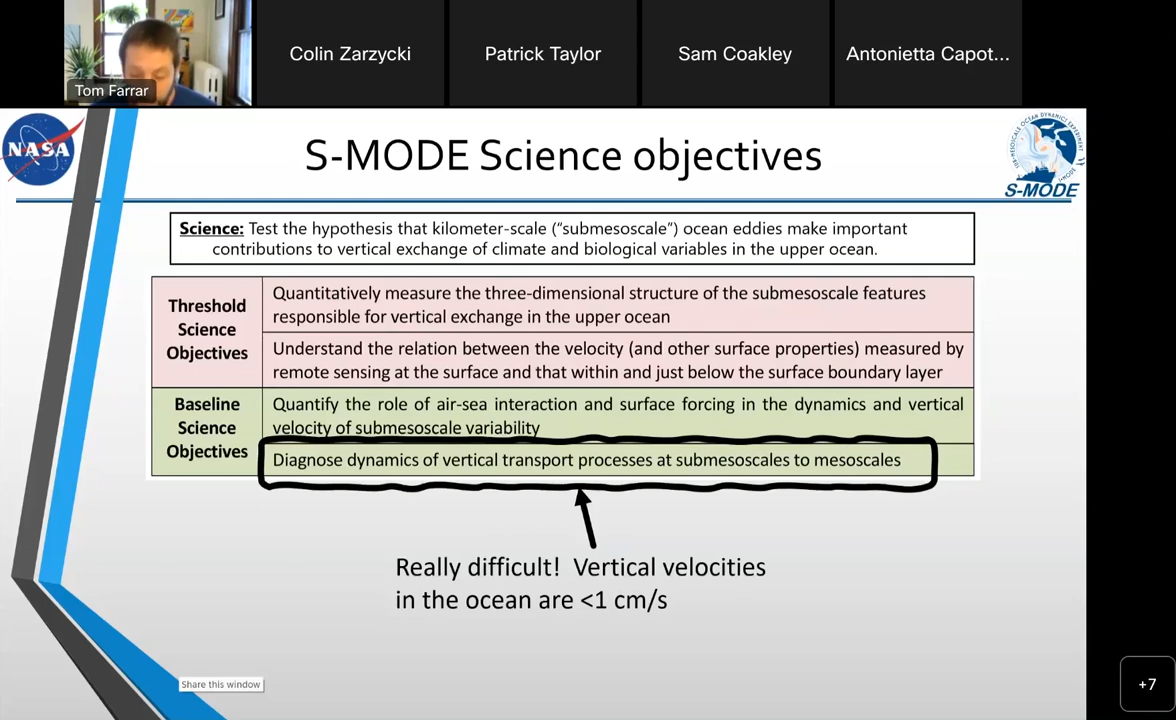 Tom Farrar
Colin Zarzycki
Patrick Taylor
Sam Coakley
Antonietta Capot...
NASA
S-MODE Science objectives
S-MODE
Science: Test the hypothesis that kilometer-scale ("submesoscale") ocean eddies make important
contributions to vertical exchange of climate and biological variables in the upper ocean.
Threshold
Science
Objectives
Quantitatively measure the three-dimensional structure of the submesoscale features
responsible for vertical exchange in the upper ocean
Understand the relation between the velocity (and other surface properties) measured by
remote sensing at the surface and that within and just below the surface boundary layer
Baseline
Science
Objectives
Quantify the role of air-sea interaction and surface forcing in the dynamics and vertical
velocity of submesoscale variability
Diagnose dynamics of vertical transport processes at submesoscales to mesoscales
Really difficult! Vertical velocities
in the ocean are <1 cm/s
Share this window
+7